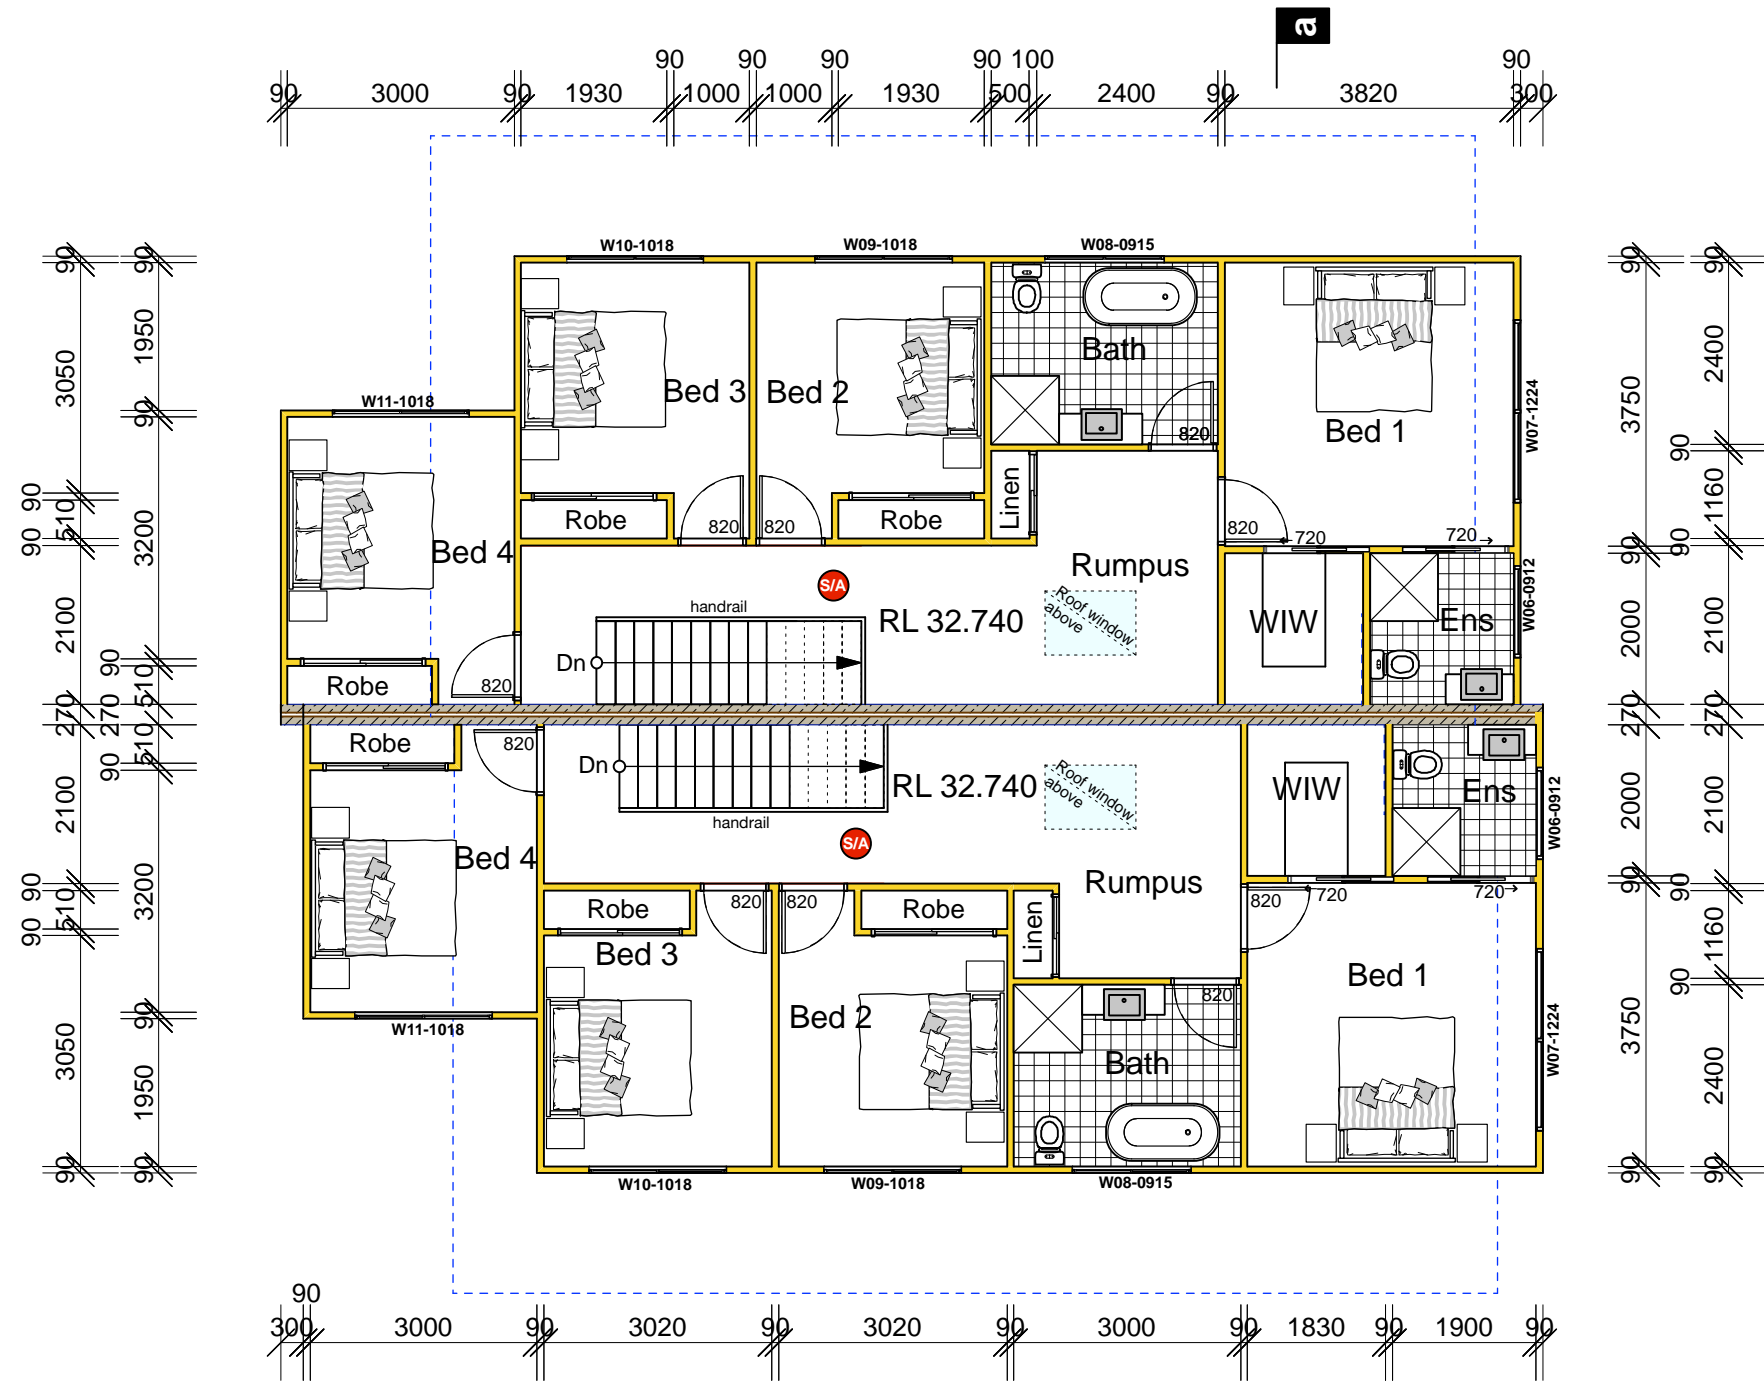 a
90 90 90 90 100 90
90 3000 90 1930 1000 1000 1930 500 2400 90 3820 300
W10-1018 W09-1018 W08-0915
90 90 90 90
1950 2400
3050 3750 2400
Bath
Bed 3 Bed 2
W11-1018
W07-1224
Bed 1
90 90 820 90
90 510 3200 Robe 820 820 Robe Linen 820 720 720 1160
90 Bed 4 90 90
Rumpus
S/A
handrail
RL 32.740
Roof window
above
WIW Ens
W06-0912
2100 2000 2100
Dn
90 510 Robe 820
270 270 270 270
510 Robe 820
90
Dn
RL 32.740
Roof window
above
WIW Ens
W06-0912
2100 2000 2100
handrail
S/A
Bed 4
Rumpus
90 90 90
90 510 3200 Robe 820 820 Robe Linen 820 720 720 1160
90 Bed 3 90
Bed 1
820
Bed 2
90
W11-1018
W07-1224
3050 3750
Bath
1950 2400
90 90 90 90
W10-1018 W09-1018 W08-0915
90
300 3000 90 3020 90 3020 90 3000 90 1830 90 1900 90